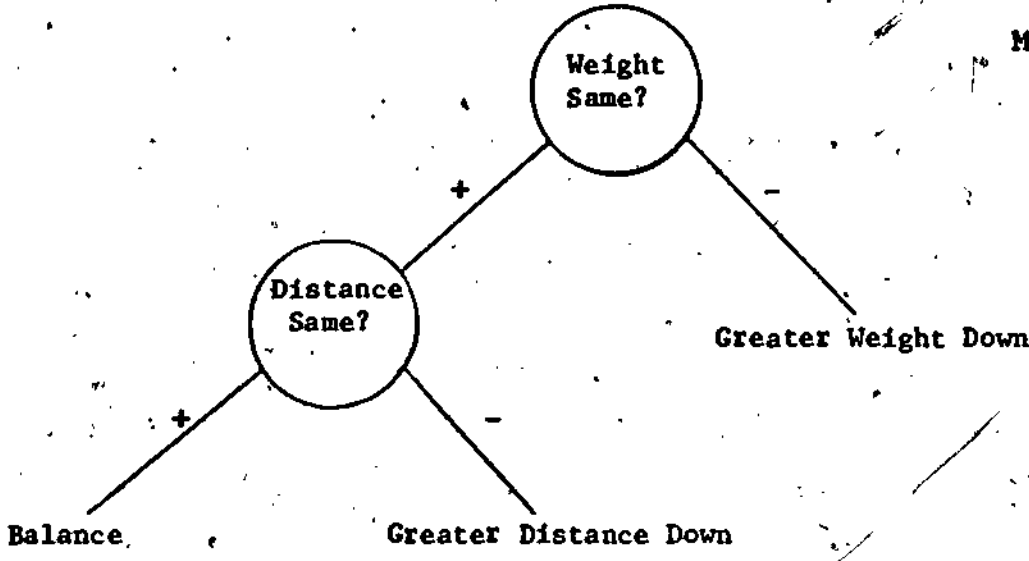 M
Weight
Same?
+
-
Distance
Same?
Greater Weight Down
+
-
Balance
Greater Distance Down